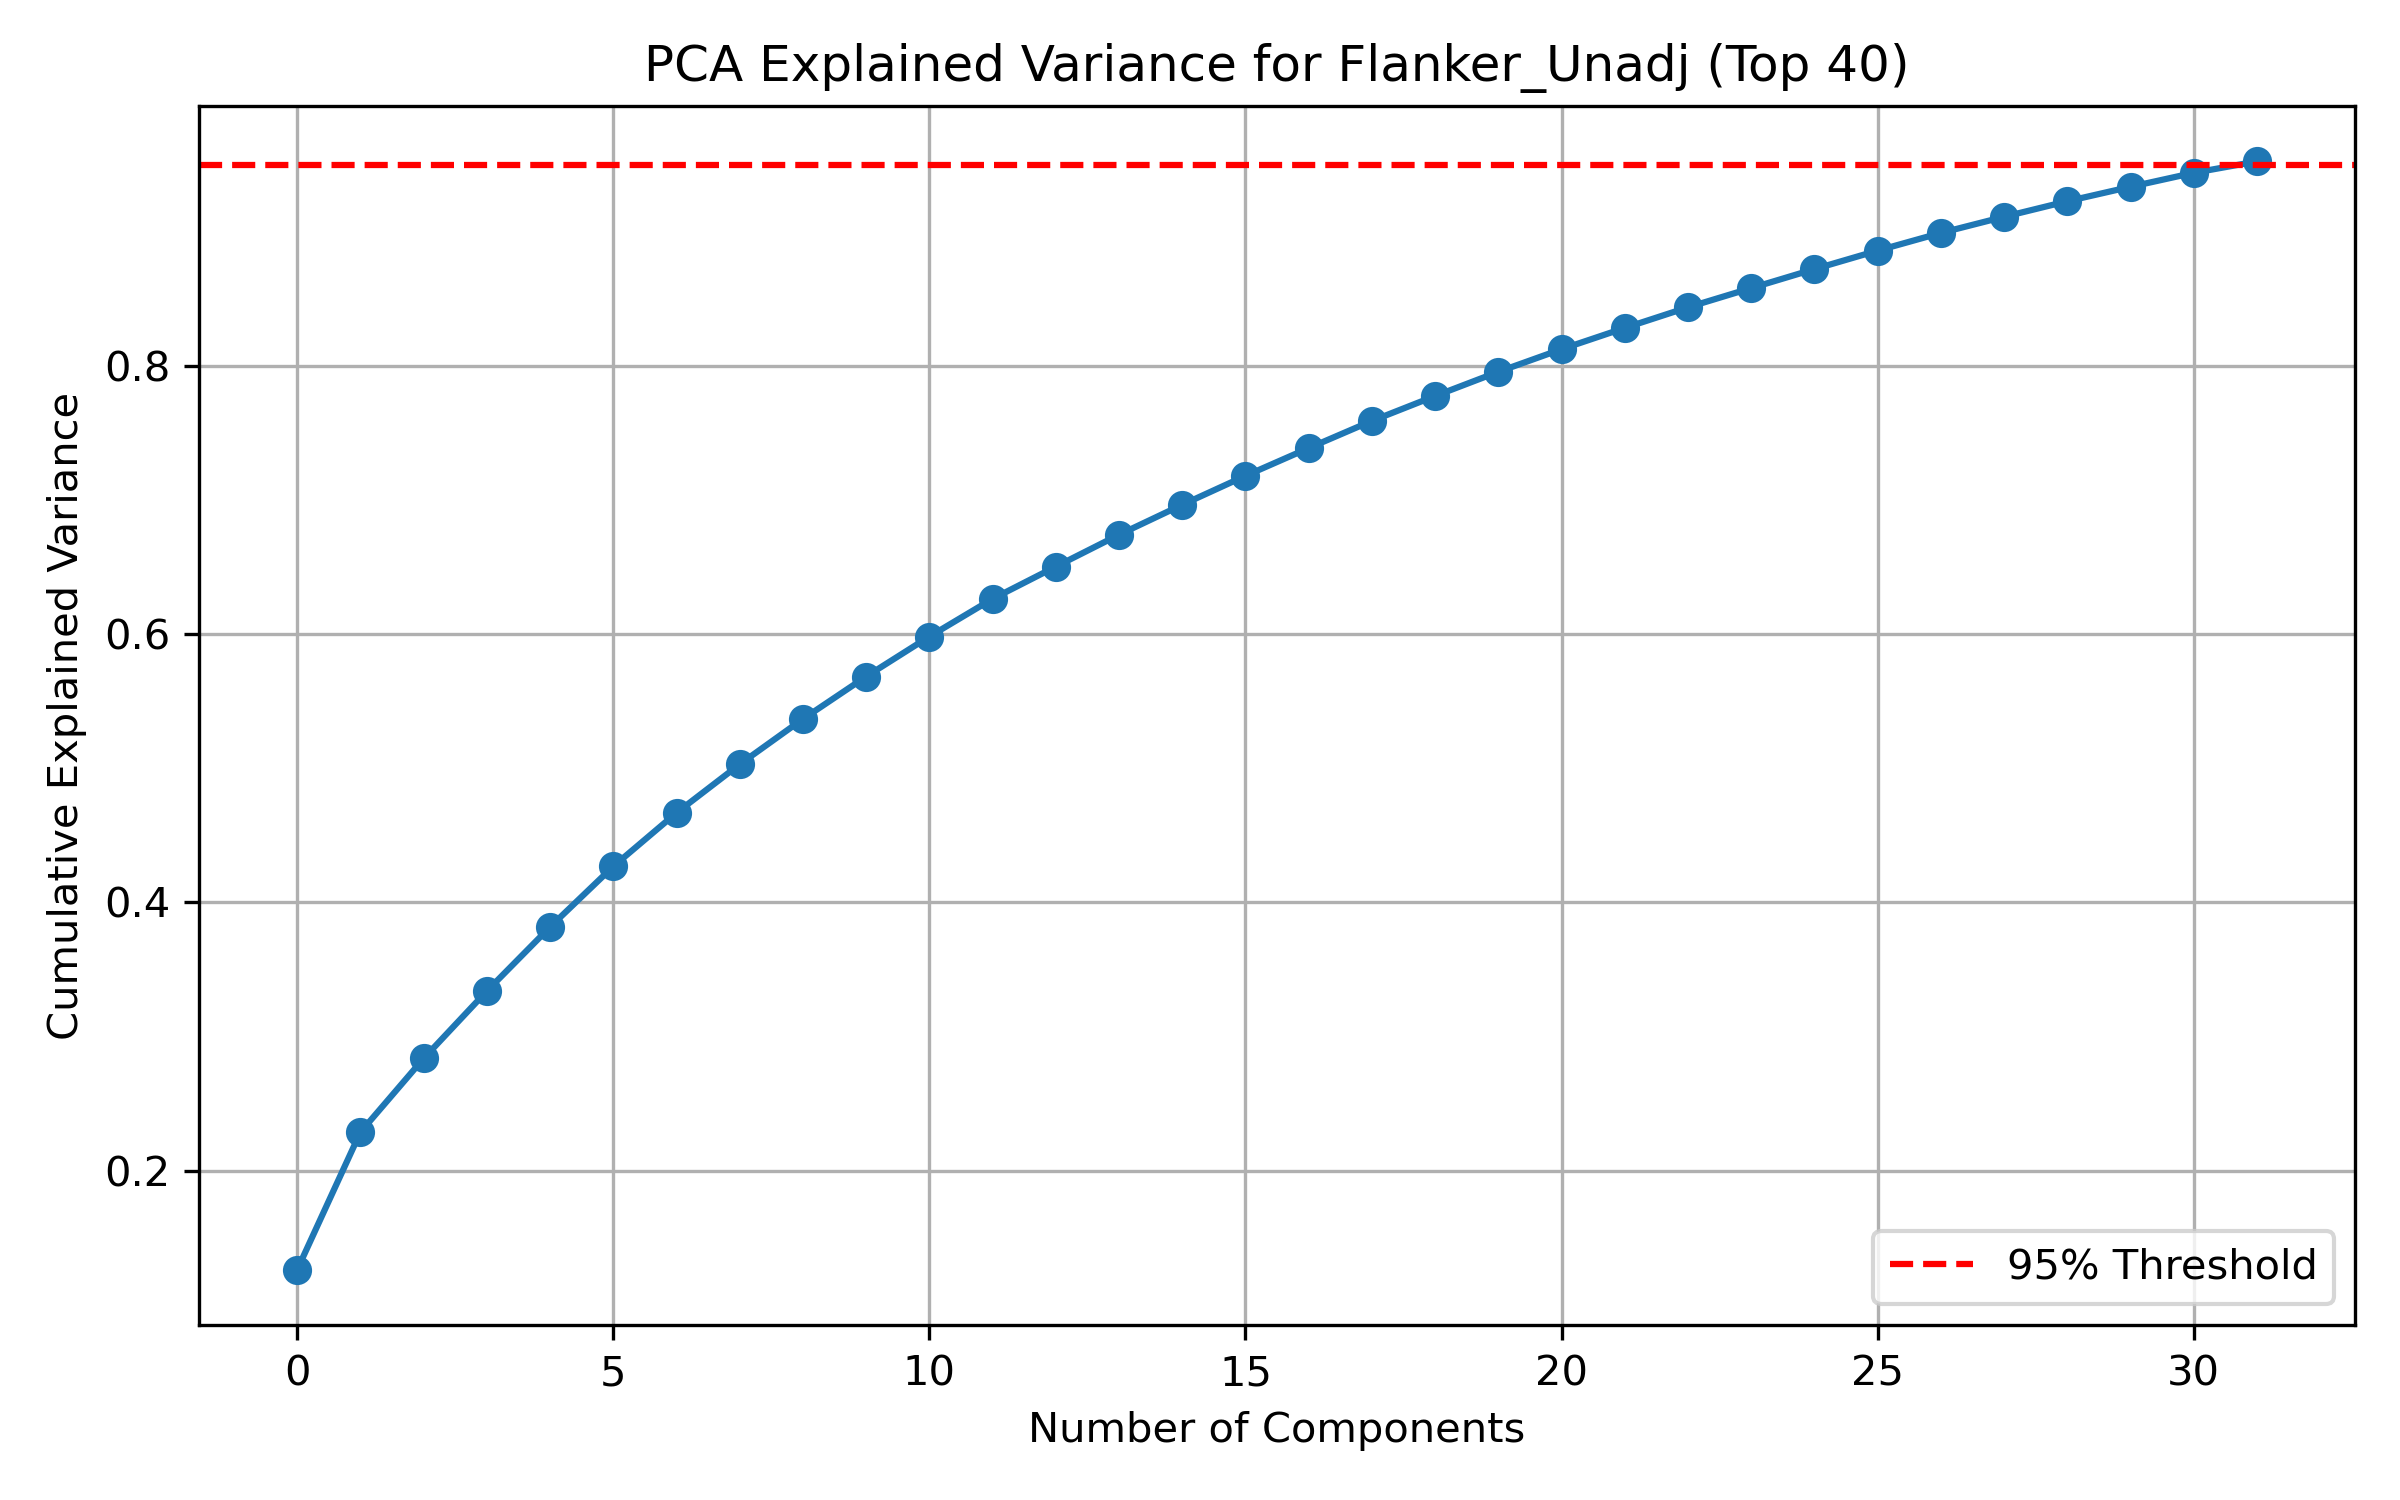 PCA Explained Variance for Flanker_Unadj (Top 40)
Cumulative Explained Variance
0.8
0.6
0.4
0.2
95% Threshold
0 5 10 15 20 25 30
Number of Components